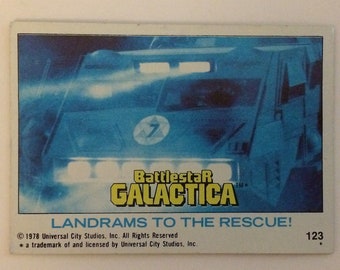 7
BattlestaR
GALACTICA
LANDRAMS TO THE RESCUE!
© 1978 Universal City Studios, Inc. All Rights Reserved
* a trademark of and licensed by Universal City Studios, Inc.
123